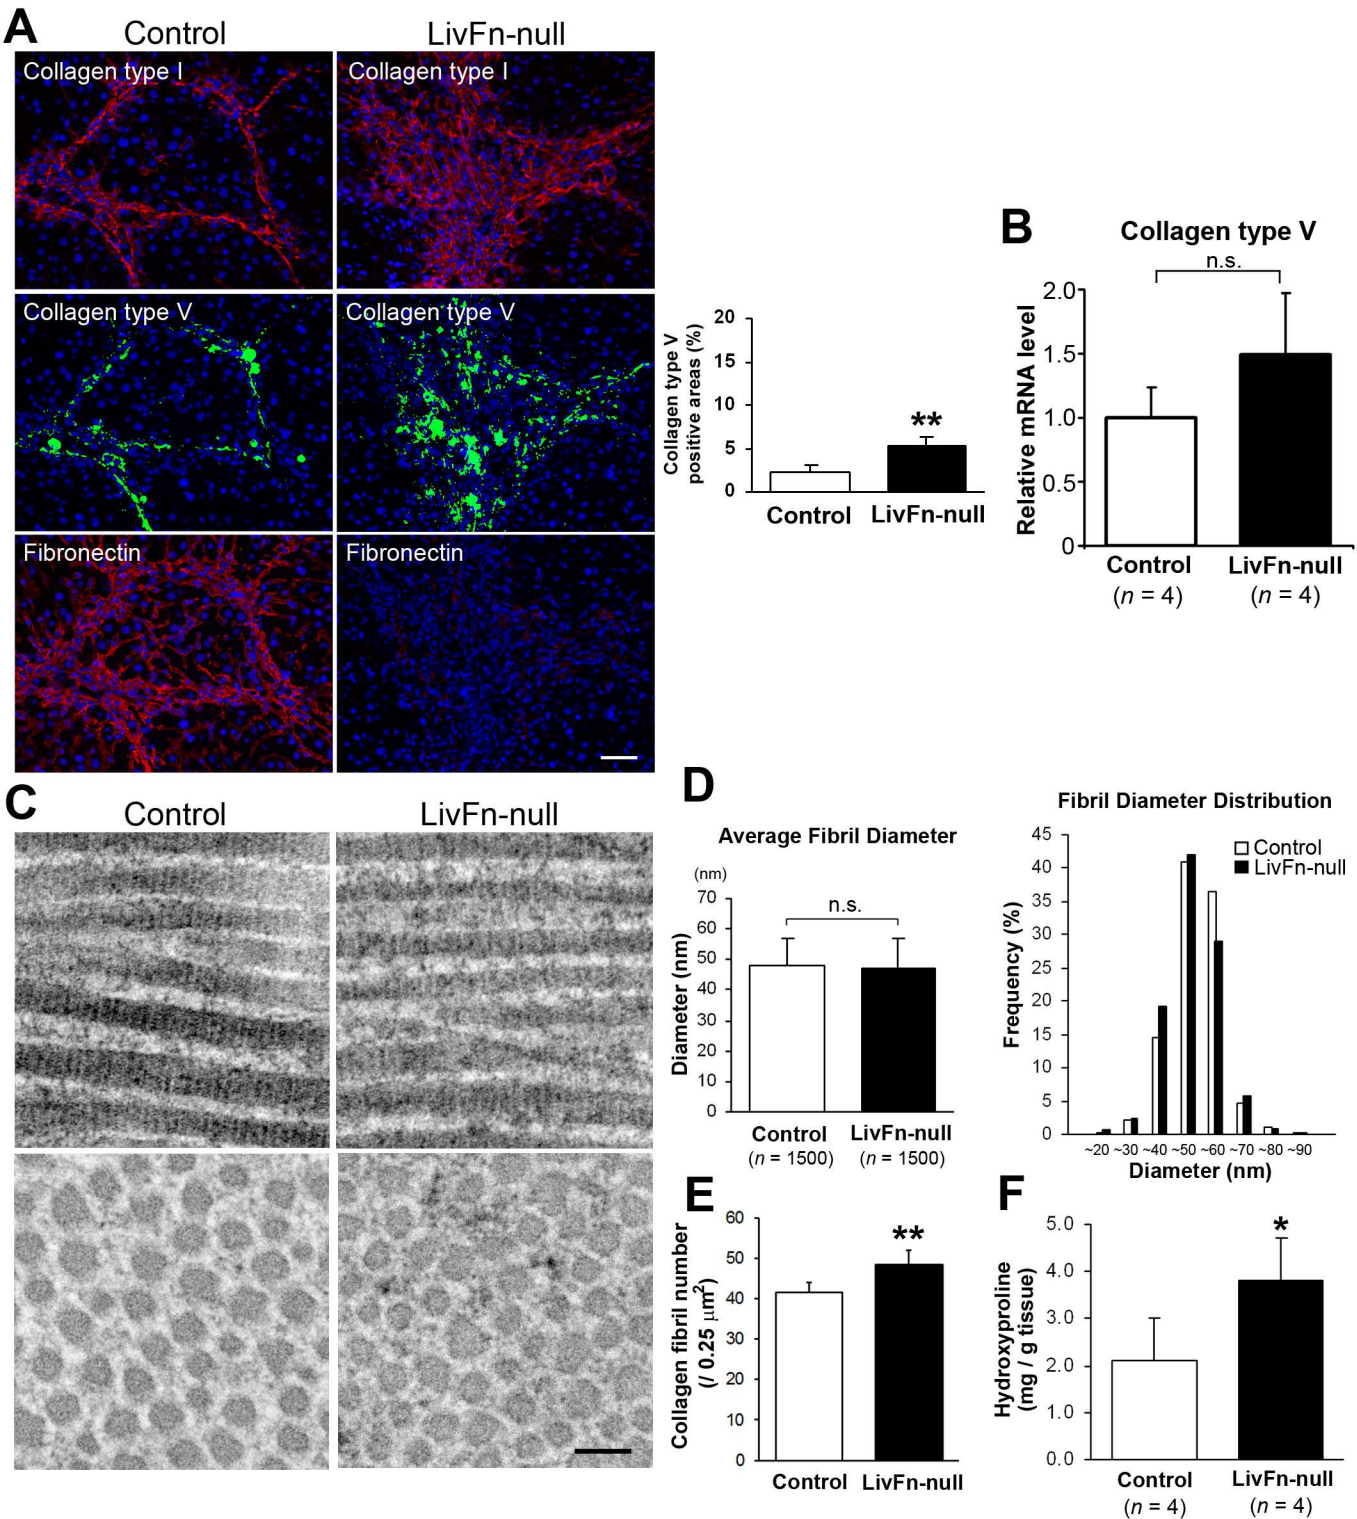 A
Control
LivFn-null
Collagen type I
Collagen type I
Collagen type V
Collagen type V
Fibronectin
Fibronectin
Collagen type V
positive areas (%)
20
15
10
5
0
**
Control
LivFn-null
B
Collagen type V
n.s.
Relative mRNA level
2.0
1.5
1.0
0.5
0
Control
LivFn-null
(n = 4)
(n = 4)
C
Control
LivFn-null
D
Average Fibril Diameter
(nm)
Diameter (nm)
70
60
50
40
30
20
10
0
n.s.
Control
LivFn-null
(n = 1500)
(n = 1500)
Fibril Diameter Distribution
Control
LivFn-null
Frequency (%)
45
40
35
30
25
20
15
10
5
0
~20 ~30 ~40 ~50 ~60 ~70 ~80 ~90
Diameter (nm)
E
Collagen fibril number
(/ 0.25 μm2)
60
50
40
30
20
10
0
**
Control
LivFn-null
F
Hydroxyproline
(mg / g tissue)
5.0
4.0
3.0
2.0
1.0
0.0
*
Control
LivFn-null
(n = 4)
(n = 4)